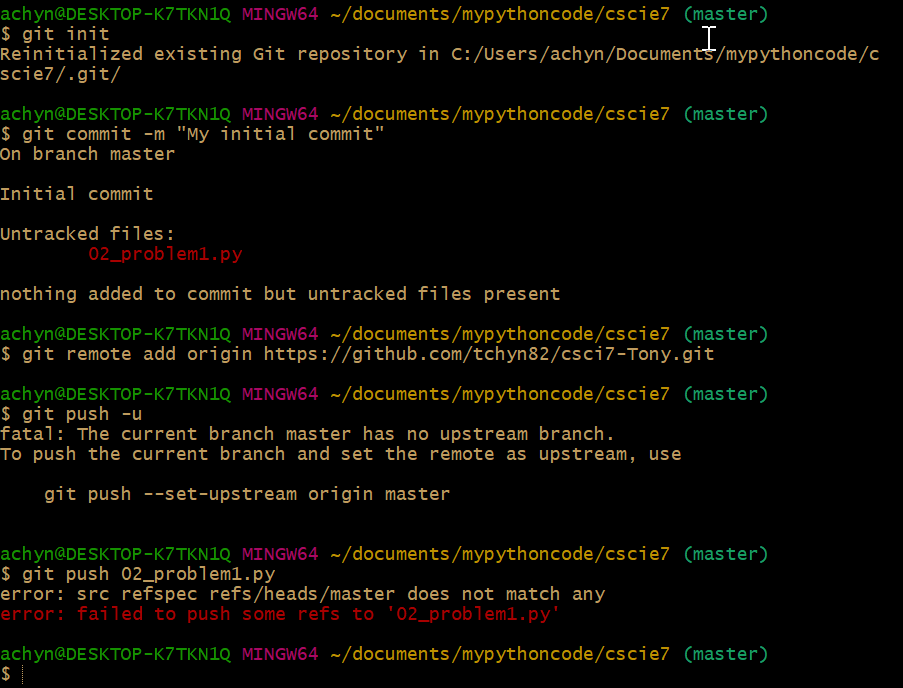 achyn@DESKTOP-K7TKN1Q MINGW64 ~/documents/mypythoncode/cscie7 (master)
$ git init
Reinitialized existing Git repository in C:/Users/achyn/Documents/mypythoncode/c
scie7/.git/
achyn@DESKTOP-K7TKN1Q MINGW64 ~/documents/mypythoncode/cscie7 (master)
$ git commit -m "My initial commit"
On branch master
Initial commit
Untracked files:
02_problem1.py
nothing added to commit but untracked files present
achyn@DESKTOP-K7TKN1Q MINGW64 ~/documents/mypythoncode/cscie7 (master)
$ git remote add origin https://github.com/tchyn82/csci7-Tony.git
achyn@DESKTOP-K7TKN1Q MINGW64 ~/documents/mypythoncode/cscie7 (master)
$ git push -u
fatal: The current branch master has no upstream branch.
To push the current branch and set the remote as upstream, use
git push --set-upstream origin master
achyn@DESKTOP-K7TKN1Q MINGW64 ~/documents/mypythoncode/cscie7 (master)
$ git push 02_problem1.py
error: src refspec refs/heads/master does not match any
error: failed to push some refs to '02_problem1.py'
achyn@DESKTOP-K7TKN1Q MINGW64 ~/documents/mypythoncode/cscie7 (master)
$